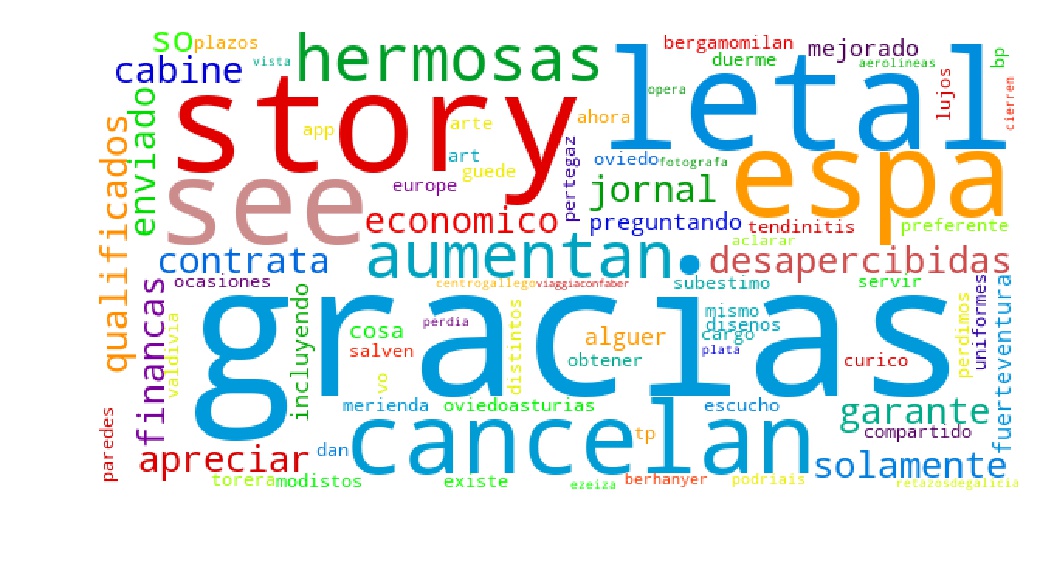 so
plazos
vista
hermosas
cabine
story
letal
bergamomilan
duerme
mejorado
aerolineas
bp
lujos
cierren
opera
ahora
app
arte
art
guede
europe
enviado
qualificados
see
economico
pertegaz
oviedo
fotografa
jornal
espa
preguntando
tendinitis
aclarar
preferente
aumentan
desapercibidas
contrata
ocasiones
centrogallego
viaggiaconfaber
subestimo
servir
financas
valdivia
incluyendo
gracias
cosa
perdia
salven
vo
distintos
alguer
obtener
mismo
disenos
cargo
plata
curico
perdimos
uniformes
fuerteventura
merienda
oviedoasturias
escucho
garante
compartido
paredes
apreciar
dan
cancelan
tp
solamente
torera
modistos
existe
ezeiza
berhanyer
podriais
retazosdegalicia